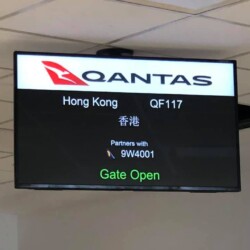 QANTAS
Hong Kong QF117
香港
Partners with
9W4001
Gate Open